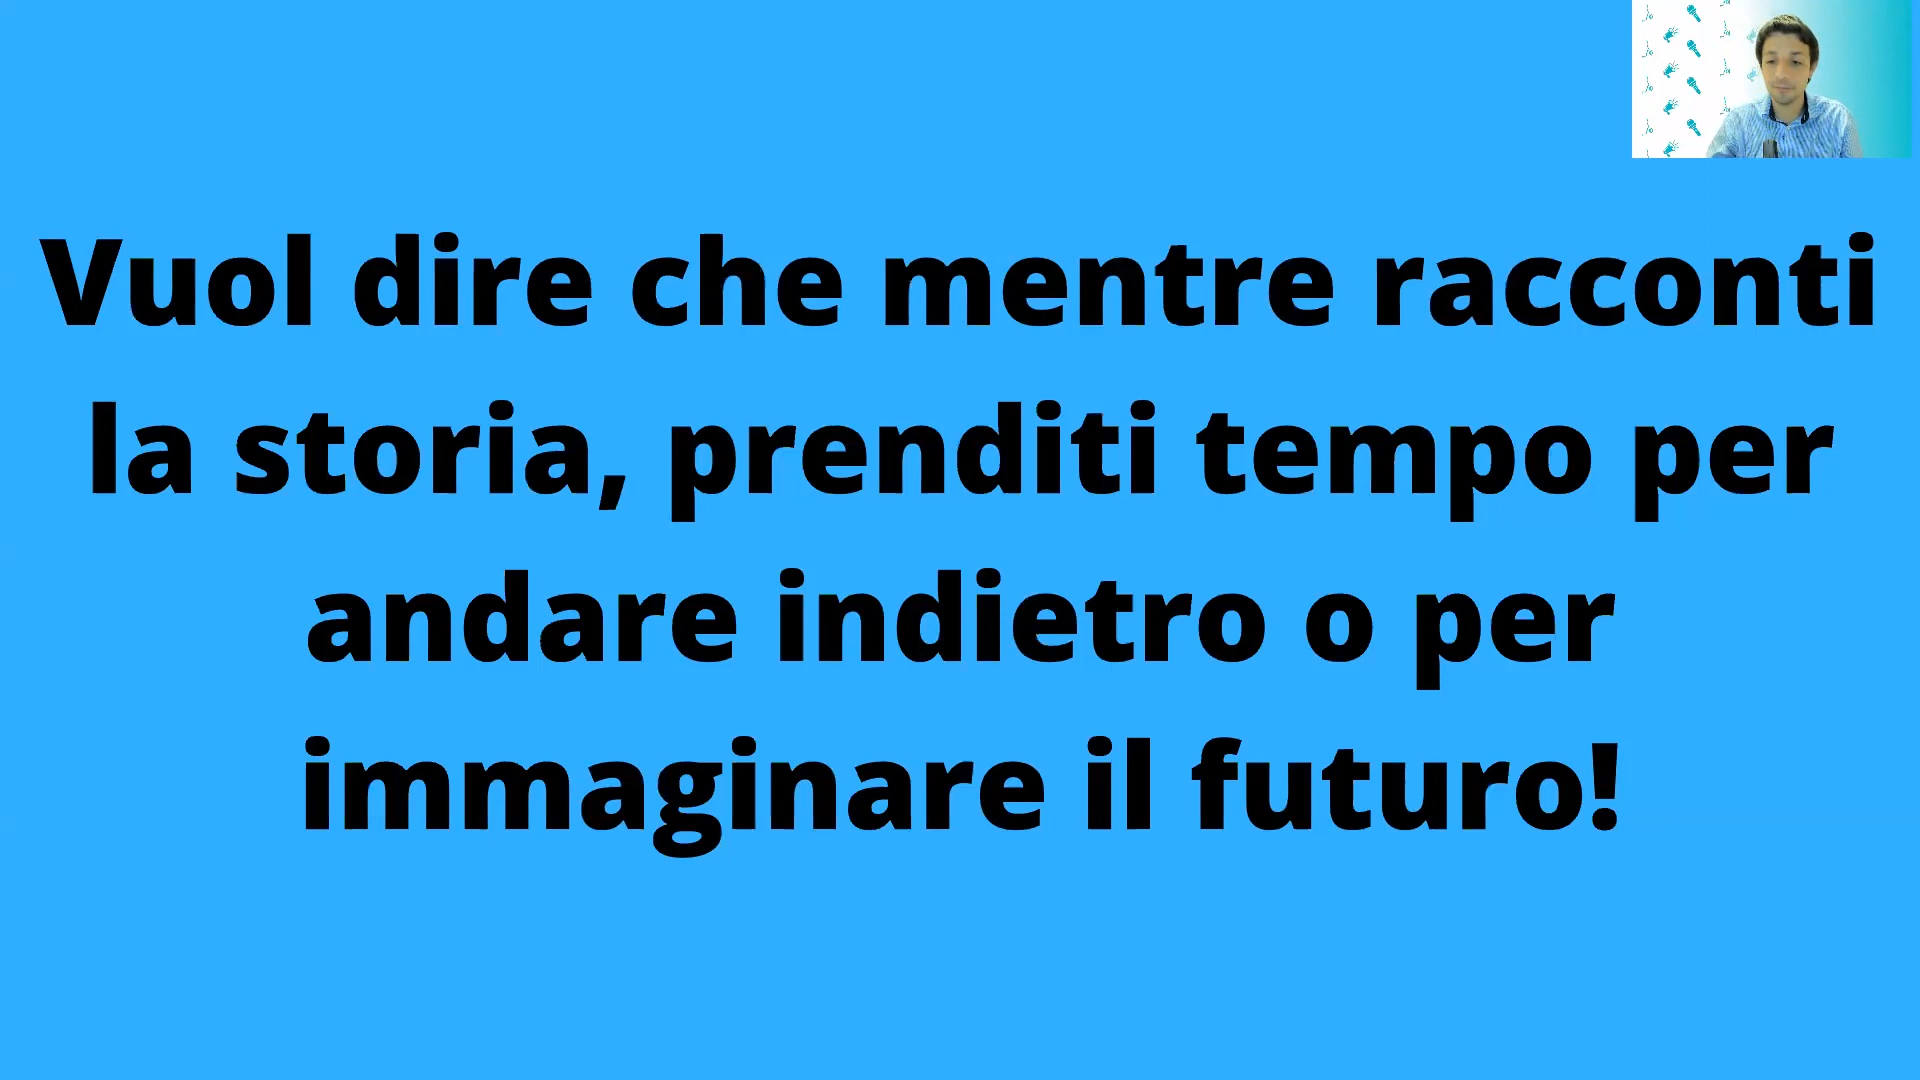 Vuol dire che mentre racconti
la storia, prenditi tempo per
andare indietro o per
immaginare il futuro!